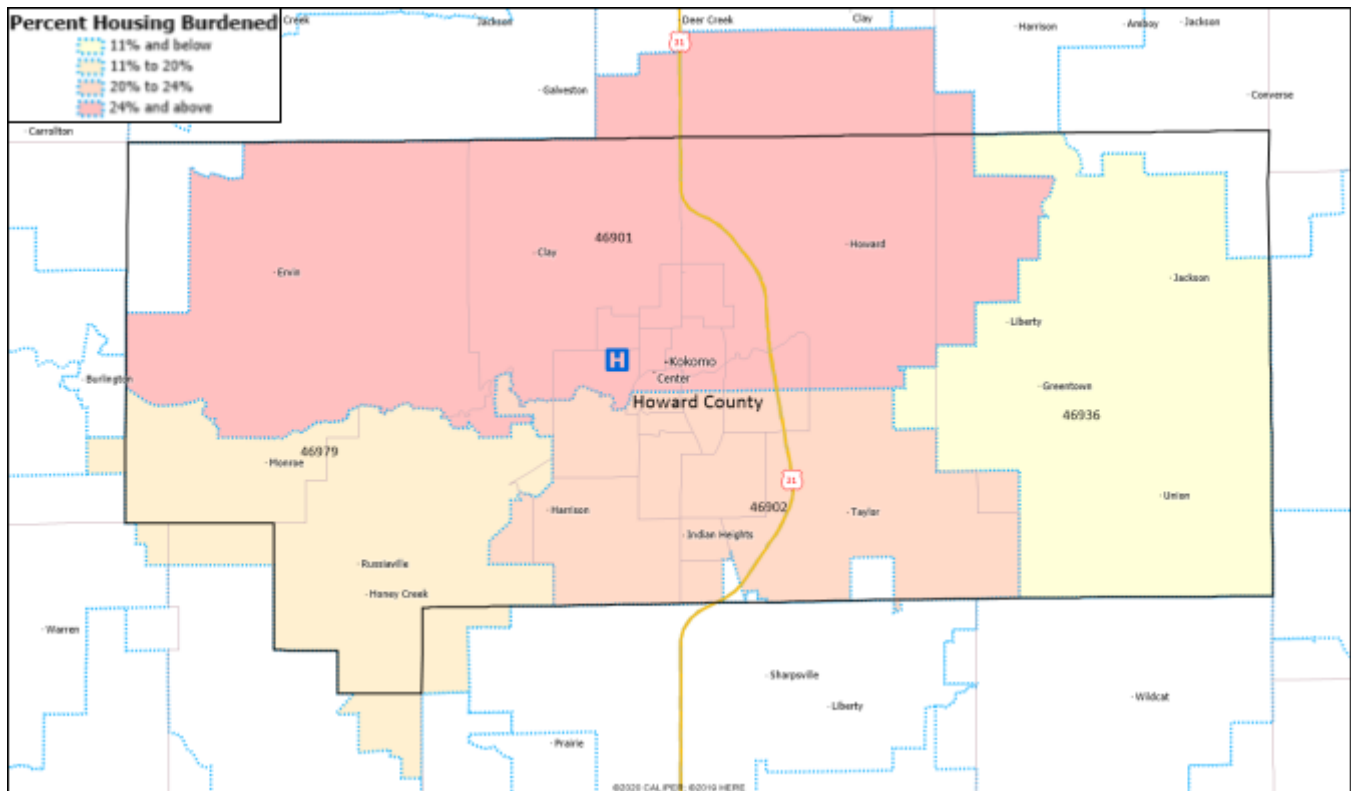 Percent Housing Burdened
11% and below
11% to 20%
20% to 24%
24% and above
Creek
Jackson
Deer Creek
Clay
Harrison
Amboy
Jackson
31
Galveston
Converse
Carrollton
46901
Clay
Howard
Ervin
Jackson
Liberty
H
Kokomo
Center
Burlington
Greentown
Howard County
46936
46979
Monroe
31
Union
46902
Harrison
Taylor
Indian Heights
Russiaville
Honey Creek
Warren
Sharpsville
Wildcat
Liberty
Prairie
©2020 CALIPER; ©2019 HERE